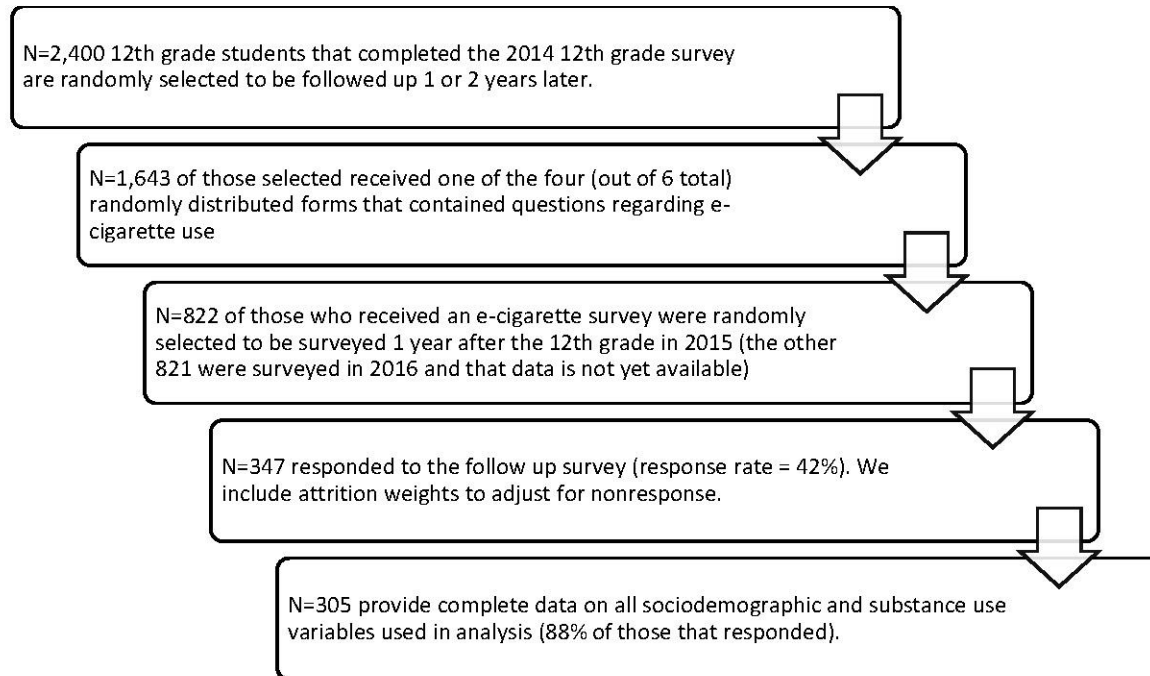 N=2,400 12th grade students that completed the 2014 12th grade survey
are randomly selected to be followed up 1 or 2 years later.
N=1,643 of those selected received one of the four (out of 6 total)
randomly distributed forms that contained questions regarding e-
cigarette use
N=822 of those who received an e-cigarette survey were randomly
selected to be surveyed 1 year after the 12th grade in 2015 (the other
821 were surveyed in 2016 and that data is not yet available)
N=347 responded to the follow up survey (response rate = 42%). We
include attrition weights to adjust for nonresponse.
N=305 provide complete data on all sociodemographic and substance use
variables used in analysis (88% of those that responded).